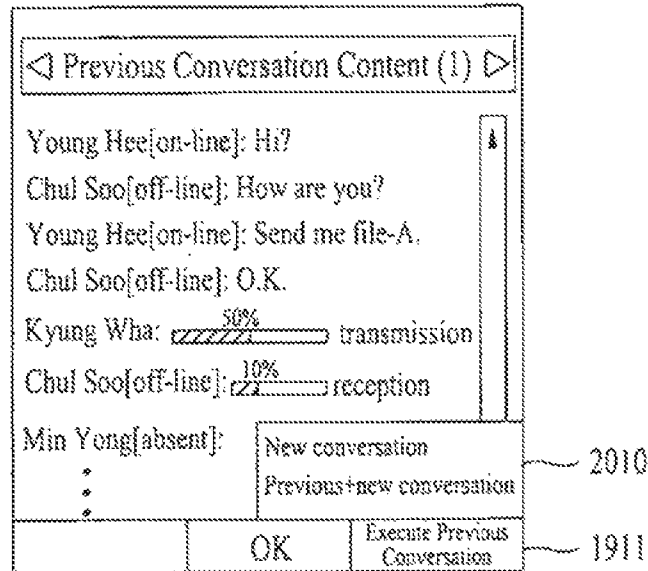 ◁ Previous Conversation Content (1) ▷
Young Hee[on-line]: Hi?
Chul Soo[off-line]: How are you?
Young Hee[on-line]: Send me file-A.
Chul Soo[off-line]: O.K.
Kyung Wha: 50% transmission
Chul Soo[off-line]: 10% reception
Min Yong[absent]:
New conversation
Previous+new conversation
2010
OK
Execute Previous
Conversation
1911